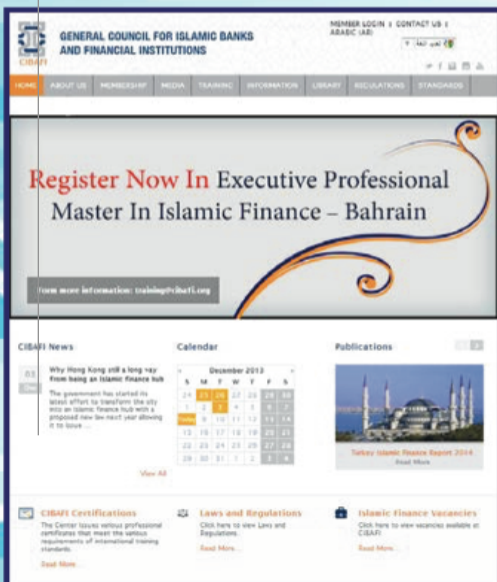 MEMBER LOGIN | CONTACT US |
ARABIC (AR)
GENERAL COUNCIL FOR ISLAMIC BANKS
AND FINANCIAL INSTITUTIONS
CIBAFI
HOME ABOUT US MEMBERSHIP MEDIA TRAINING INFORMATION LIBRARY REGULATIONS STANDARDS
Register Now In Executive Professional
Master In Islamic Finance – Bahrain
Form more information: training@cibafi.org
CIBAFI News
03
Why Hong Kong still a long way
from being an Islamic finance hub
The government has started its
latest effort to transform the city
into an Islamic finance hub with a
proposed new law next year allowing
it to issue ...
View All
Calendar
December 2013
S M T W T F S
24 25 26 27 28 29 30
1 2 3 4 5 6 7
Today 9 10 11 12 13 14
15 16 17 18 19 20 21
22 23 24 25 26 27 28
29 30 31 1 2 3 4
Publications
Turkey Islamic Finance Report 2014
Read More
CIBAFI Certifications
The Center issues various professional
certificates that meet the various
requirements of international training
standards.
Read More
Laws and Regulations
Click here to view Laws and
Regulations.
Read More
Islamic Finance Vacancies
Click here to view vacancies available at
CIBAFI
Read More